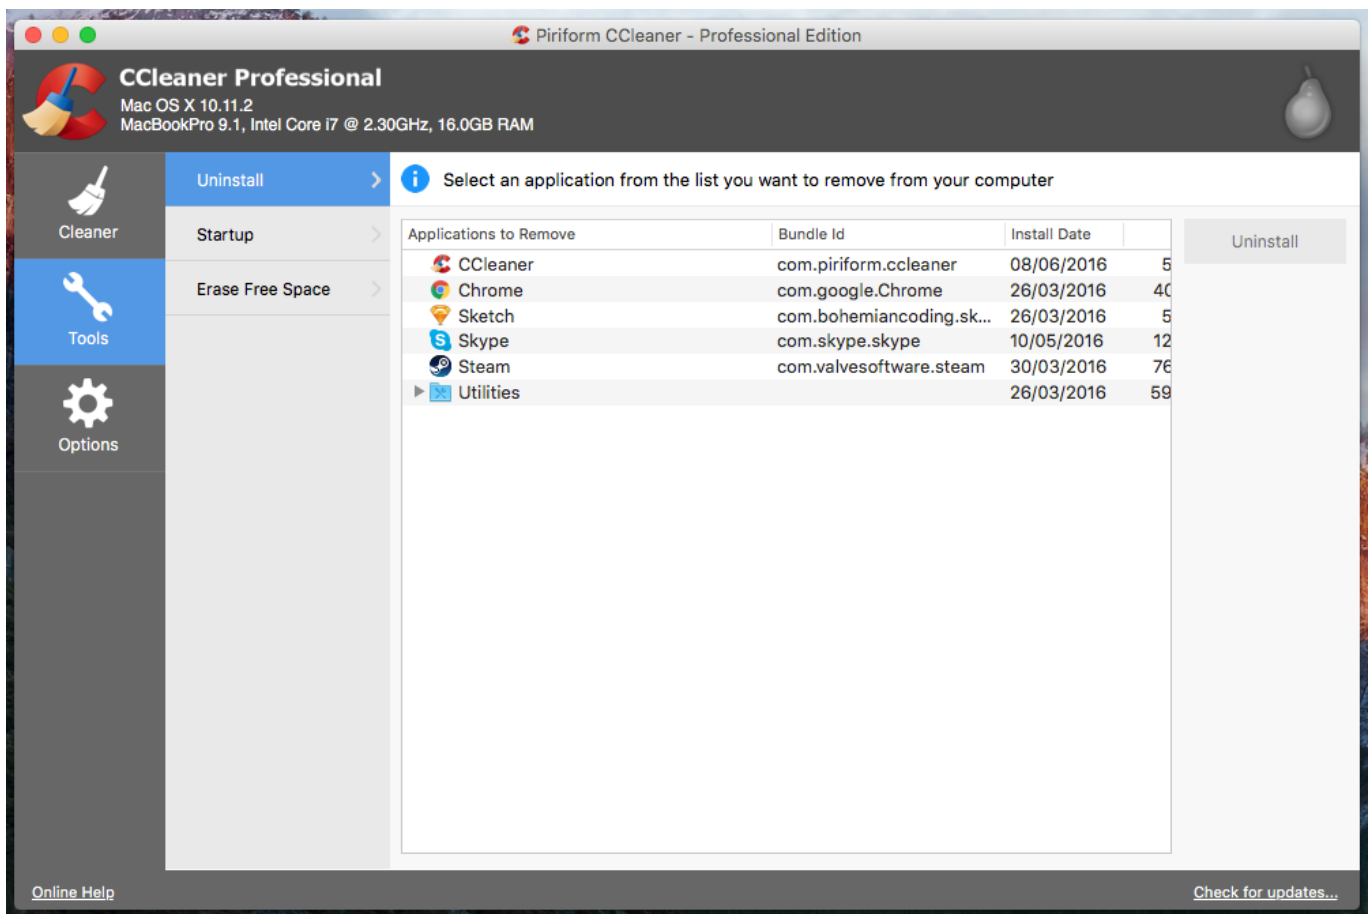 Piriform CCleaner - Professional Edition
CCleaner Professional
Mac OS X 10.11.2
MacBookPro 9.1, Intel Core i7 @ 2.30GHz, 16.0GB RAM
Cleaner
Tools
Options
Uninstall
Startup
Erase Free Space
Select an application from the list you want to remove from your computer
Applications to Remove Bundle Id Install Date
CCleaner com.piriform.ccleaner 08/06/2016 5
Chrome com.google.Chrome 26/03/2016 40
Sketch com.bohemiancoding.sk... 26/03/2016 5
Skype com.skype.skype 10/05/2016 12
Steam com.valvesoftware.steam 30/03/2016 76
Utilities 26/03/2016 59
Uninstall
Online Help
Check for updates...